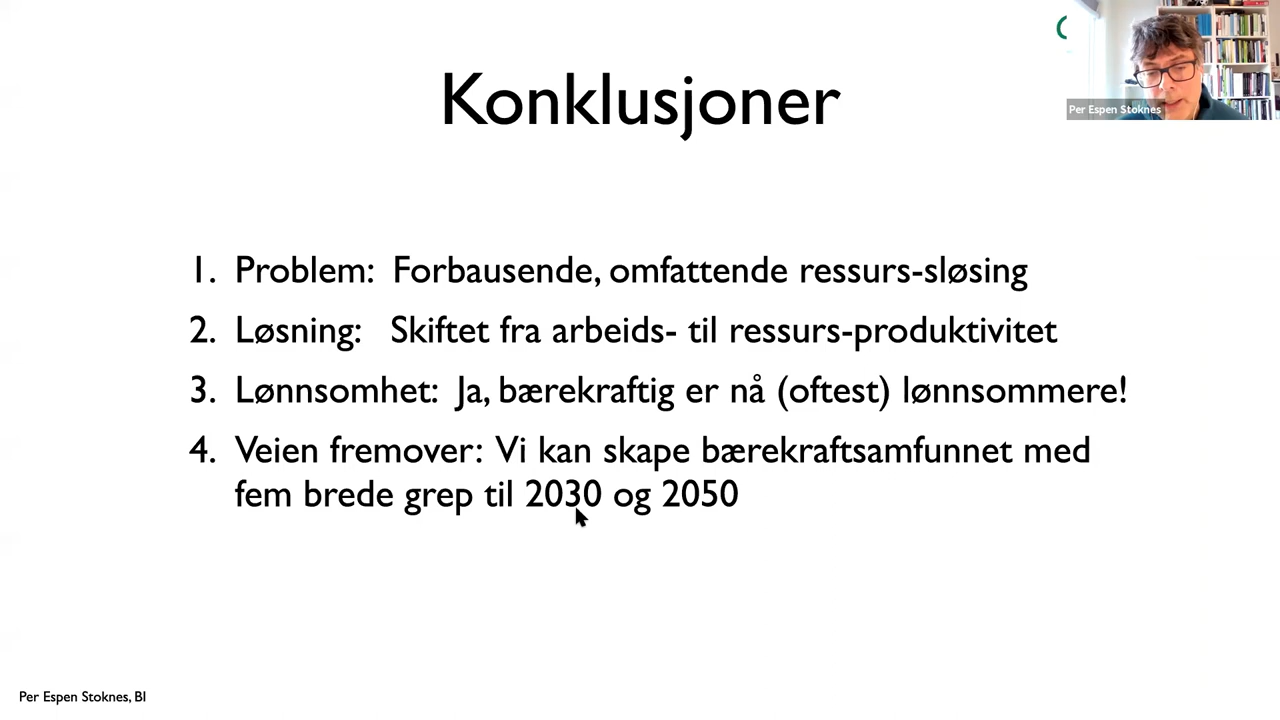 Konklusjoner
Per Espen Stoknes
1. Problem: Forbausende, omfattende ressurs-sløsing
2. Løsning: Skiftet fra arbeids- til ressurs-produktivitet
3. Lønnsomhet: Ja, bærekraftig er nå (oftest) lønnsommere!
4. Veien fremover: Vi kan skape bærekraftsamfunnet med
fem brede grep til 2030 og 2050
Per Espen Stoknes, BI